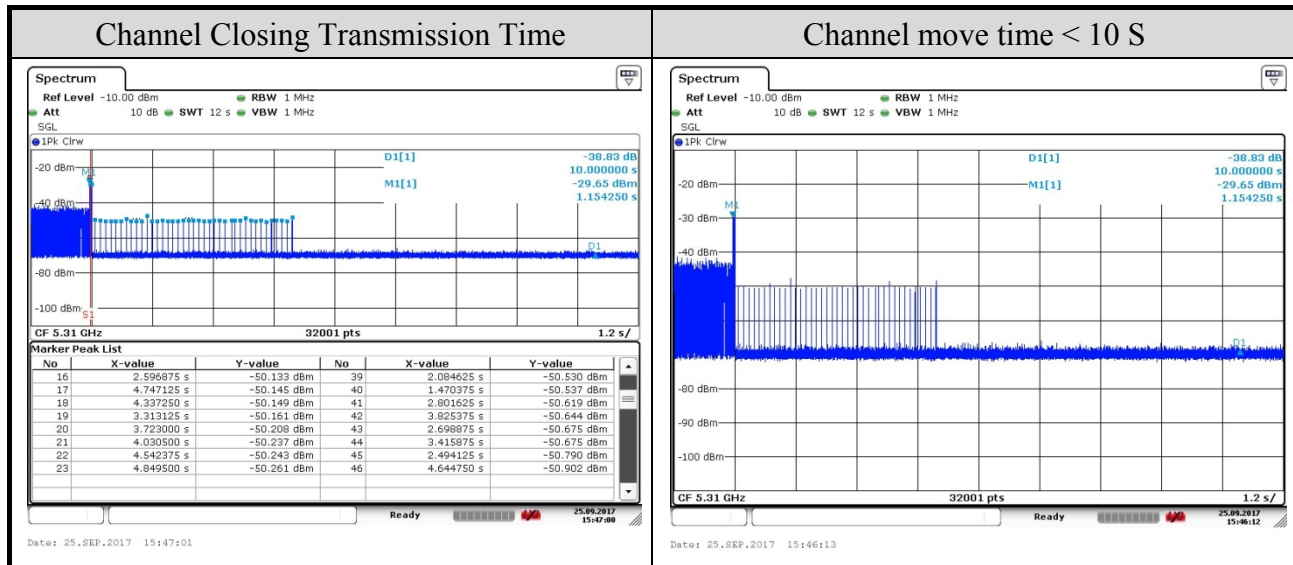 Channel Closing Transmission Time
Channel move time < 10 S
Spectrum
Ref Level -10.00 dBm RBW 1 MHz
Att 10 dB SWT 12 s VBW 1 MHz
SGL
1Pk Clrw
D1[1] -38.83 dB
10.000000 s
M1[1] -29.65 dBm
1.154250 s
-20 dBm
M1
-40 dBm
D1
-80 dBm
-100 dBm
S1
CF 5.31 GHz 32001 pts 1.2 s/
Marker Peak List
No X-value Y-value No X-value Y-value
16 2.596875 s -50.133 dBm 39 2.084625 s -50.530 dBm
17 4.747125 s -50.145 dBm 40 1.470375 s -50.537 dBm
18 4.337250 s -50.149 dBm 41 2.801625 s -50.619 dBm
19 3.313125 s -50.161 dBm 42 3.825375 s -50.644 dBm
20 3.723000 s -50.208 dBm 43 2.698875 s -50.675 dBm
21 4.030500 s -50.237 dBm 44 3.415875 s -50.675 dBm
22 4.542375 s -50.243 dBm 45 2.494125 s -50.790 dBm
23 4.849500 s -50.261 dBm 46 4.644750 s -50.902 dBm
Ready 25.09.2017
15:47:00
Date: 25.SEP.2017 15:47:01
Spectrum
Ref Level -10.00 dBm RBW 1 MHz
Att 10 dB SWT 12 s VBW 1 MHz
SGL
1Pk Clrw
D1[1] -38.83 dB
10.000000 s
-20 dBm M1[1] -29.65 dBm
1.154250 s
M1
-30 dBm
-40 dBm
D1
-80 dBm
-90 dBm
-100 dBm
CF 5.31 GHz 32001 pts 1.2 s/
Ready 25.09.2017
15:46:12
Date: 25.SEP.2017 15:46:13